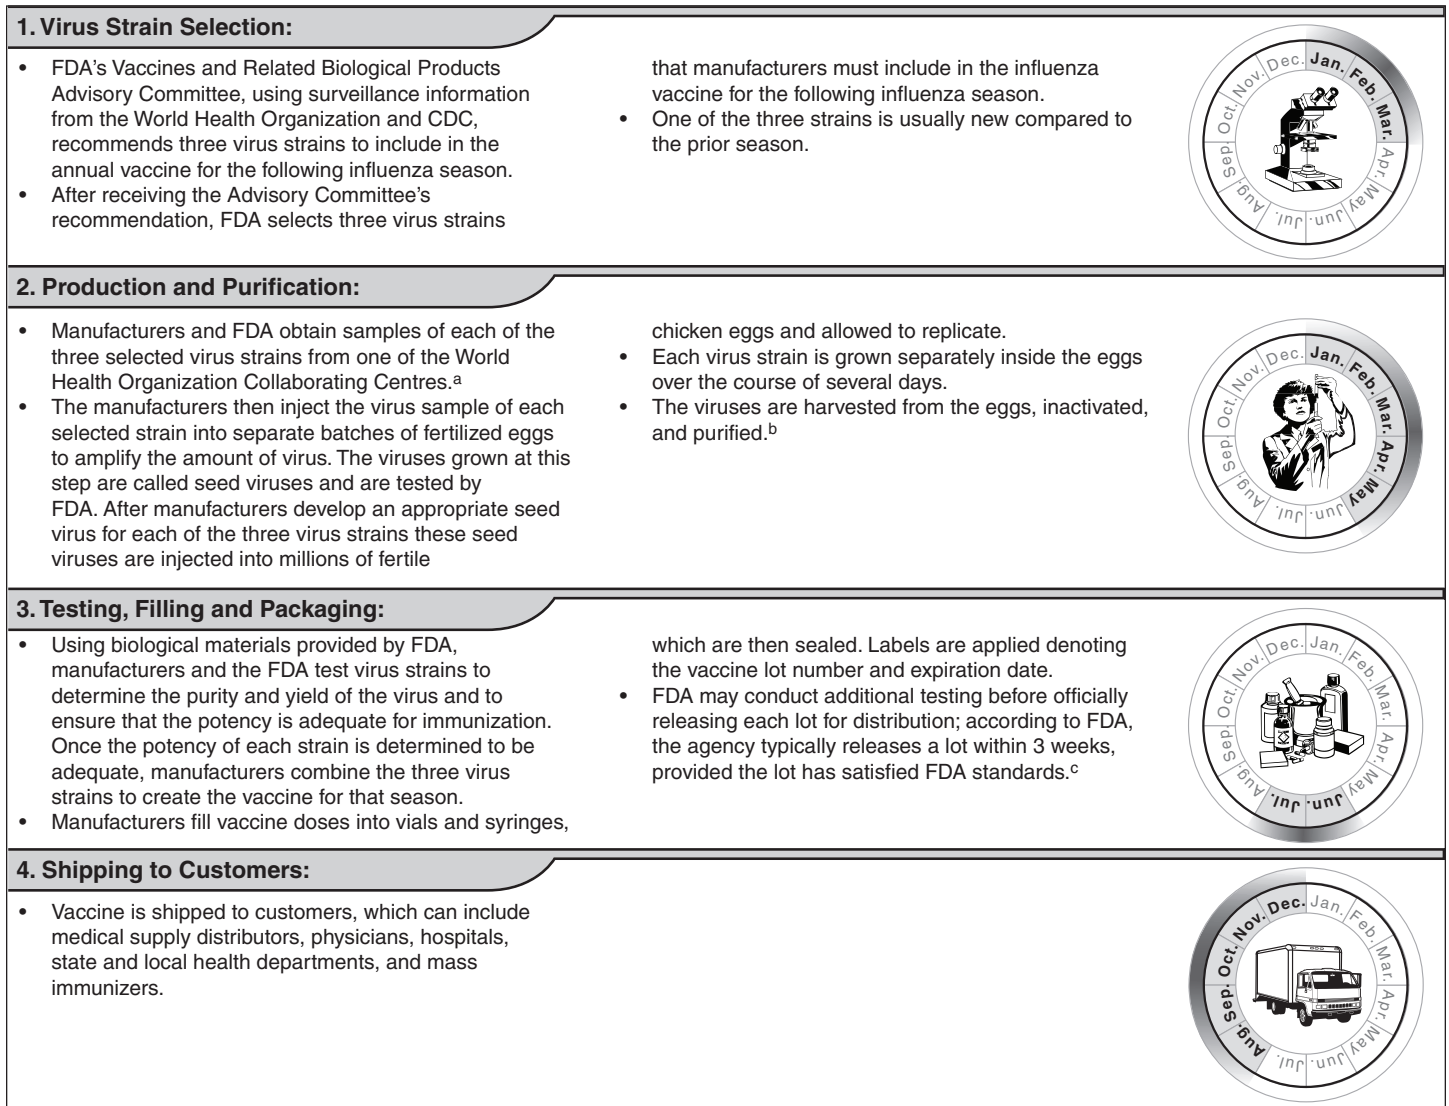 1. Virus Strain Selection:
• FDA's Vaccines and Related Biological Products
Advisory Committee, using surveillance information
from the World Health Organization and CDC,
recommends three virus strains to include in the
annual vaccine for the following influenza season.
• After receiving the Advisory Committee's
recommendation, FDA selects three virus strains
that manufacturers must include in the influenza
vaccine for the following influenza season.
• One of the three strains is usually new compared to
the prior season.
Jan. Feb. Mar. Apr. May Jun. Jul. Aug. Sep. Oct. Nov. Dec.
2. Production and Purification:
• Manufacturers and FDA obtain samples of each of the
three selected virus strains from one of the World
Health Organization Collaborating Centres.a
• The manufacturers then inject the virus sample of each
selected strain into separate batches of fertilized eggs
to amplify the amount of virus. The viruses grown at this
step are called seed viruses and are tested by
FDA. After manufacturers develop an appropriate seed
virus for each of the three virus strains these seed
viruses are injected into millions of fertile
chicken eggs and allowed to replicate.
• Each virus strain is grown separately inside the eggs
over the course of several days.
• The viruses are harvested from the eggs, inactivated,
and purified.b
Jan. Feb. Mar. Apr. May Jun. Jul. Aug. Sep. Oct. Nov. Dec.
3. Testing, Filling and Packaging:
• Using biological materials provided by FDA,
manufacturers and the FDA test virus strains to
determine the purity and yield of the virus and to
ensure that the potency is adequate for immunization.
Once the potency of each strain is determined to be
adequate, manufacturers combine the three virus
strains to create the vaccine for that season.
• Manufacturers fill vaccine doses into vials and syringes,
which are then sealed. Labels are applied denoting
the vaccine lot number and expiration date.
• FDA may conduct additional testing before officially
releasing each lot for distribution; according to FDA,
the agency typically releases a lot within 3 weeks,
provided the lot has satisfied FDA standards.c
Jan. Feb. Mar. Apr. May Jun. Jul. Aug. Sep. Oct. Nov. Dec.
4. Shipping to Customers:
• Vaccine is shipped to customers, which can include
medical supply distributors, physicians, hospitals,
state and local health departments, and mass
immunizers.
Jan. Feb. Mar. Apr. May Jun. Jul. Aug. Sep. Oct. Nov. Dec.